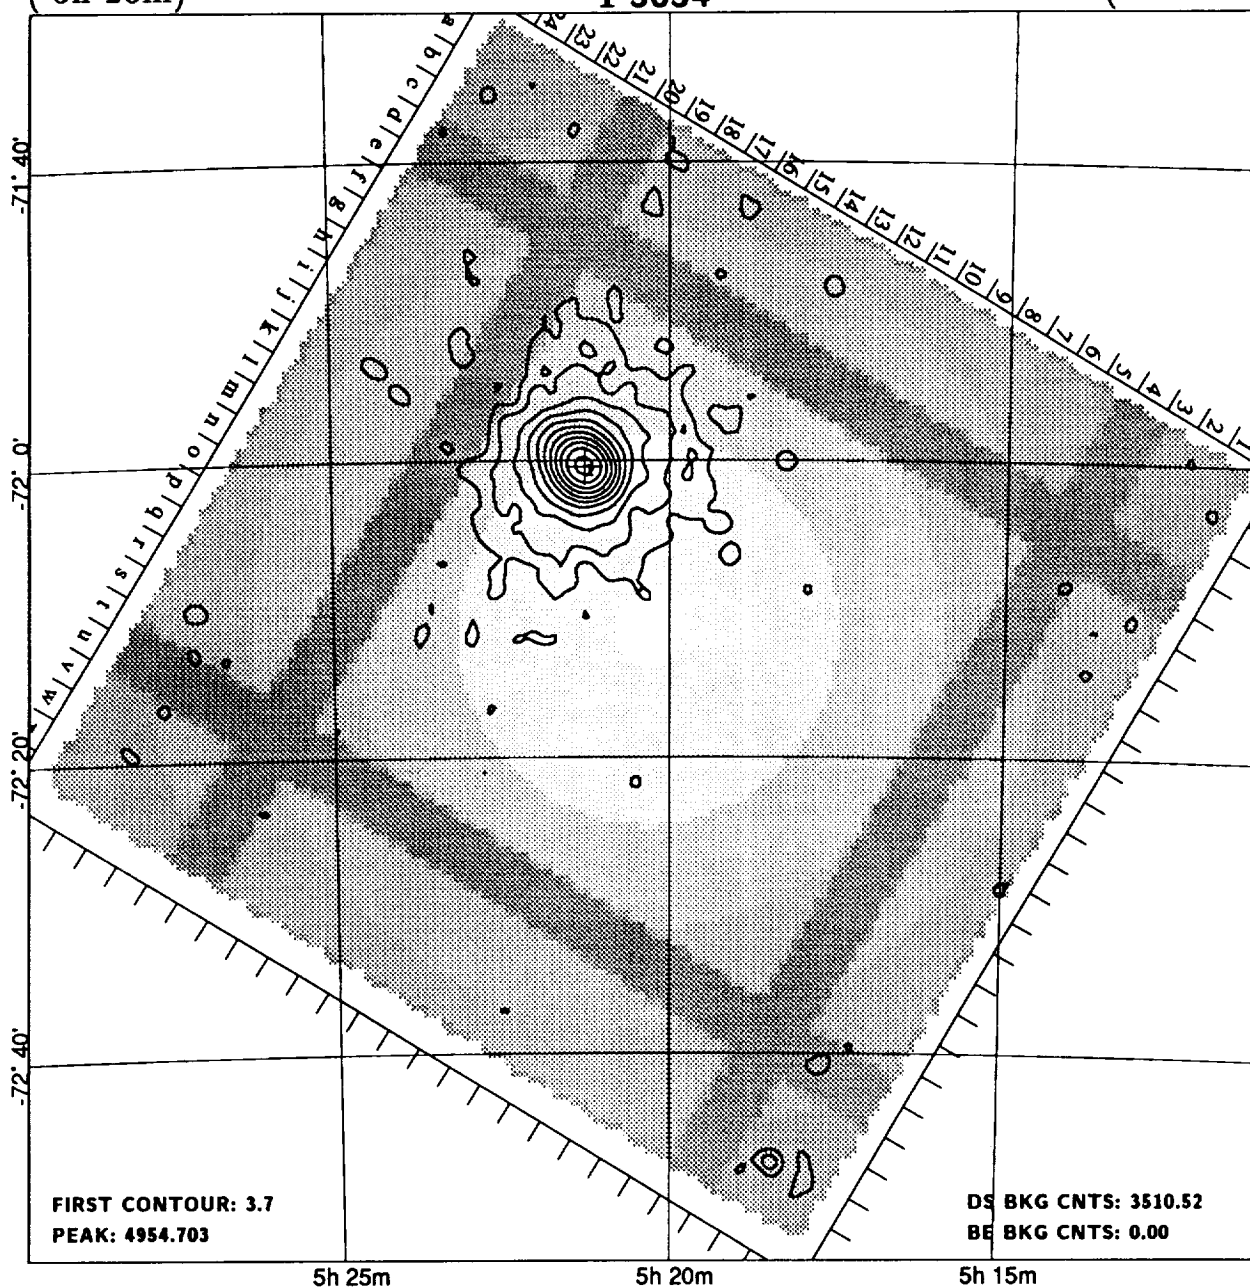 a b c d e f g h i j k l m n o p q r s t u v w
24 23 22 21 20 19 18 17 16 15 14 13 12 11 10 9 8 7 6 5 4 3 2 1
-71° 40'
-72° 0'
-72° 20'
-72° 40'
FIRST CONTOUR: 3.7
PEAK: 4954.703
DS BKG CNTS: 3510.52
BE BKG CNTS: 0.00
5h 25m 5h 20m 5h 15m